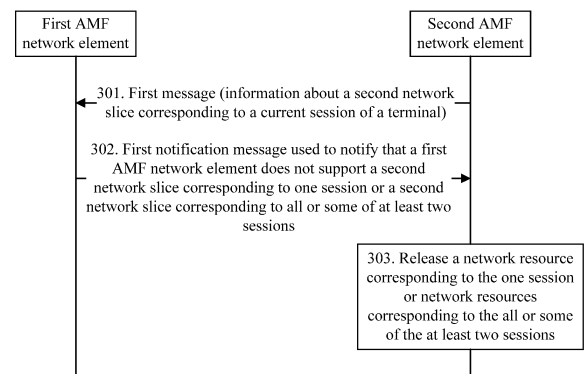 First AMF
network element
Second AMF
network element
301. First message (information about a second network
slice corresponding to a current session of a terminal)
302. First notification message used to notify that a first
AMF network element does not support a second
network slice corresponding to one session or a second
network slice corresponding to all or some of at least two
sessions
303. Release a network resource
corresponding to the one session
or network resources
corresponding to the all or some
of the at least two sessions